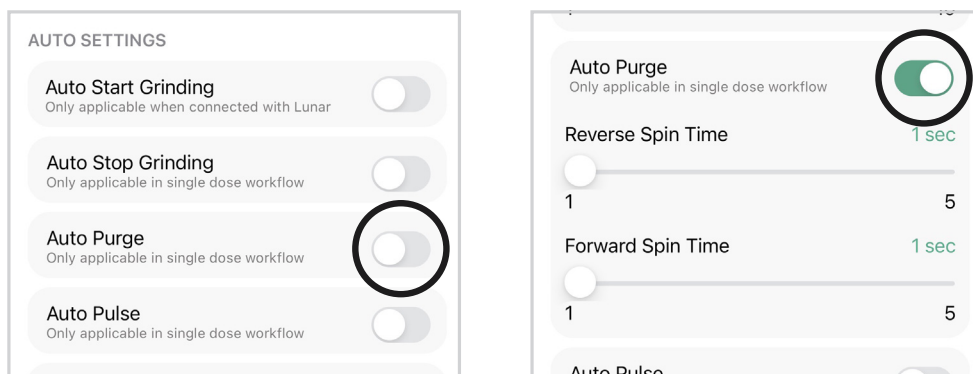 AUTO SETTINGS
Auto Start Grinding
Only applicable when connected with Lunar
Auto Stop Grinding
Only applicable in single dose workflow
Auto Purge
Only applicable in single dose workflow
Auto Pulse
Only applicable in single dose workflow
Auto Purge
Only applicable in single dose workflow
Reverse Spin Time 1 sec
1 5
Forward Spin Time 1 sec
1 5
Auto Pulse